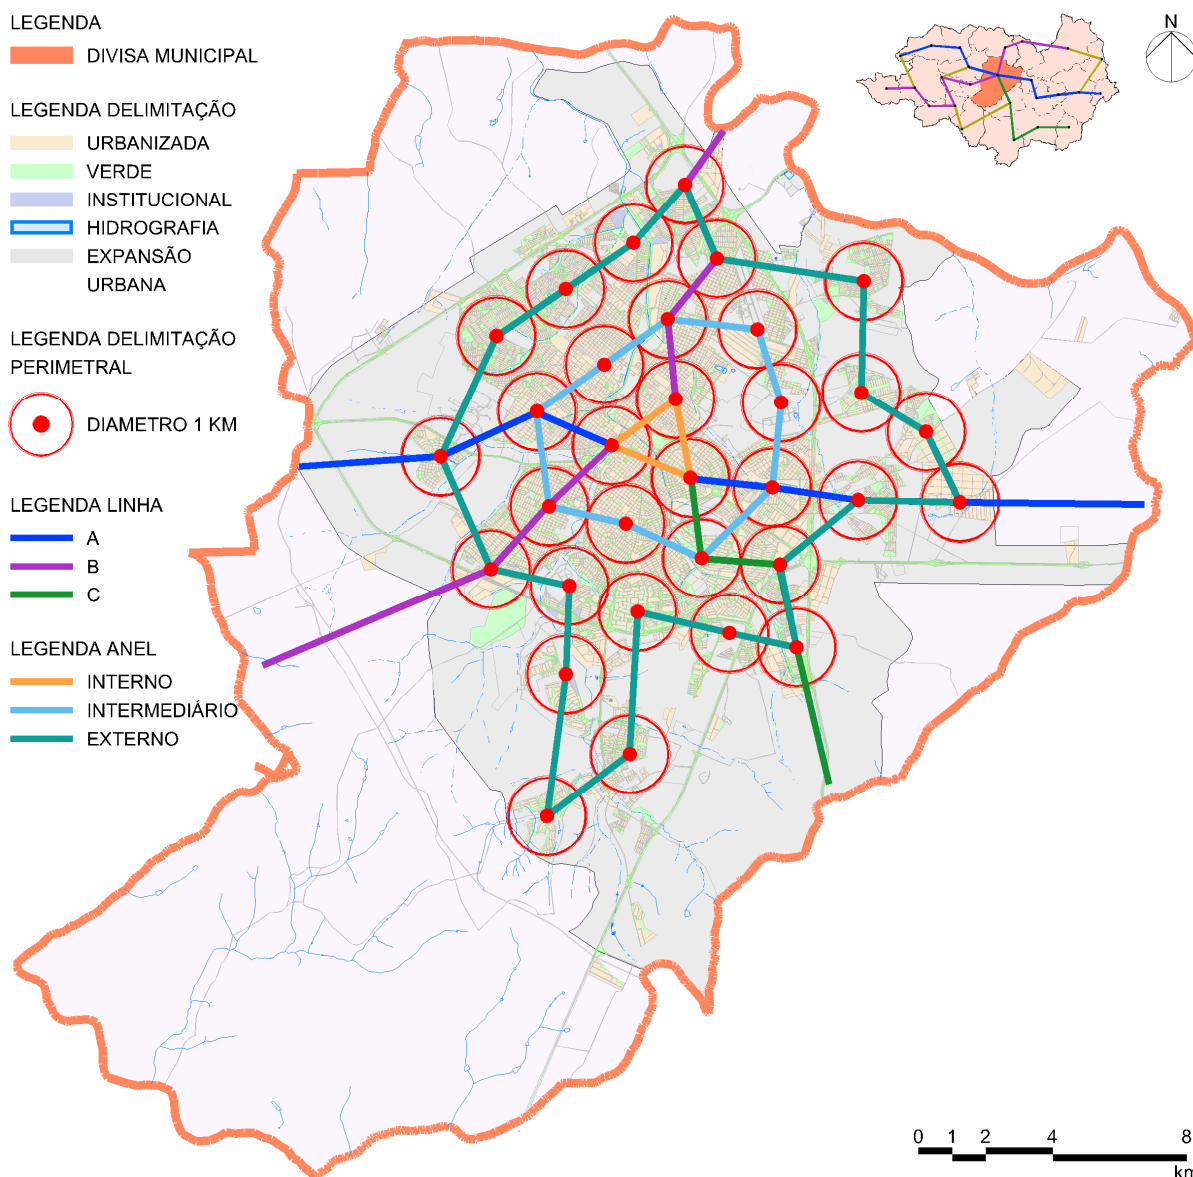 LEGENDA
DIVISA MUNICIPAL
LEGENDA DELIMITAÇÃO
URBANIZADA
VERDE
INSTITUCIONAL
HIDROGRAFIA
EXPANSÃO
URBANA
LEGENDA DELIMITAÇÃO
PERIMETRAL
DIAMETRO 1 KM
LEGENDA LINHA
A
B
C
LEGENDA ANEL
INTERNO
INTERMEDIÁRIO
EXTERNO
N
0 1 2 4 8
km